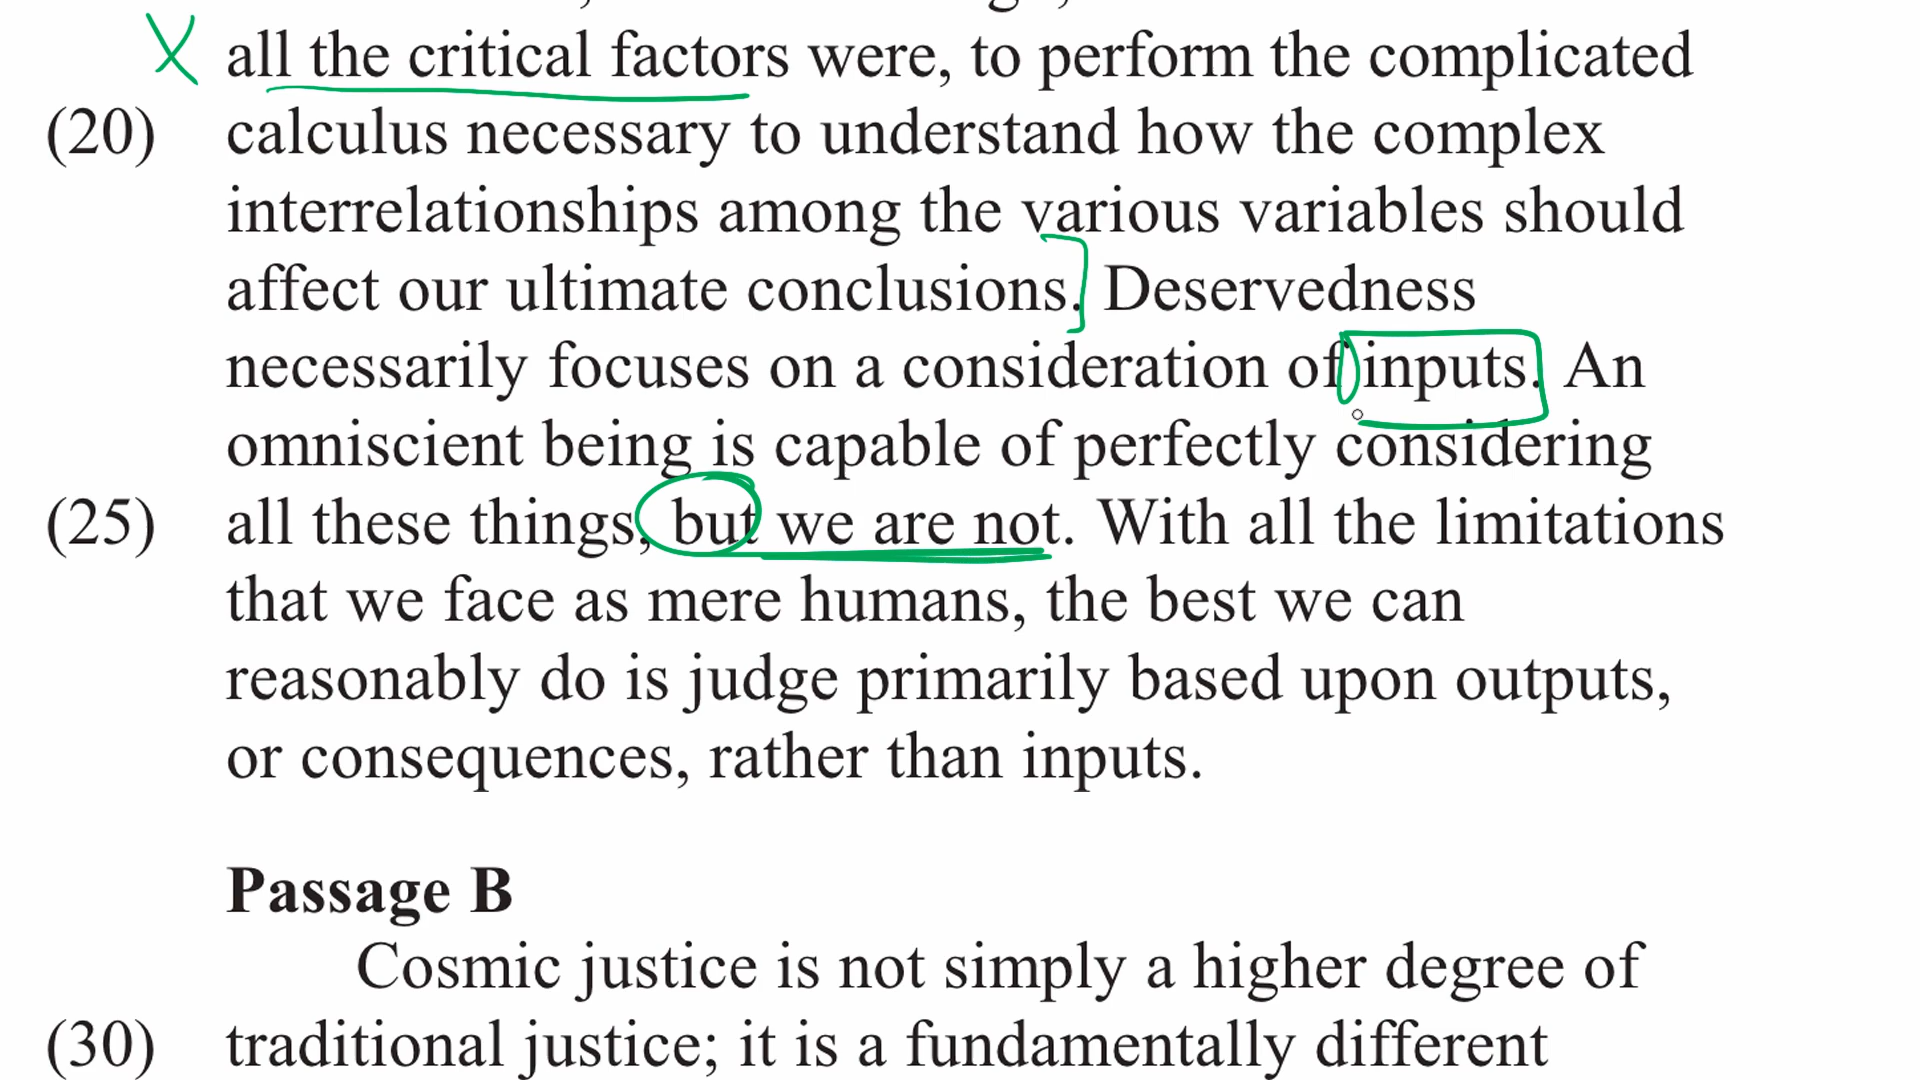 X all the critical factors were, to perform the complicated
(20) calculus necessary to understand how the complex
interrelationships among the various variables should
affect our ultimate conclusions.] Deservedness
necessarily focuses on a consideration of inputs. An
omniscient being is capable of perfectly considering
(25) all these things, but we are not. With all the limitations
that we face as mere humans, the best we can
reasonably do is judge primarily based upon outputs,
or consequences, rather than inputs.
Passage B
Cosmic justice is not simply a higher degree of
(30) traditional justice; it is a fundamentally different